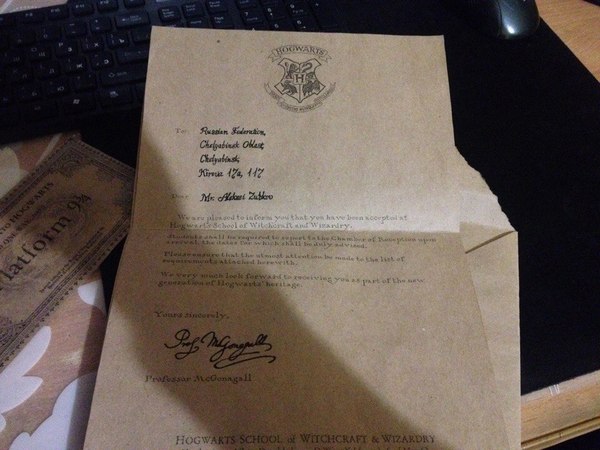 HOGWARTS
H
To: Russian Federation,
Chelyabinsk Oblast,
Chelyabinsk,
Kirova 17a, 117
Dear Mr. Aleksei Zubkov
We are pleased to inform you that you have been accepted at
Hogwarts School of Witchcraft and Wizardry.
Students shall be required to report to the Chamber of Reception upon
arrival, the dates for which shall be duly advised.
Please ensure that the utmost attention be made to the list of
requirements attached herewith.
We very much look forward to receiving you as part of the new
generation of Hogwarts' heritage.
Yours sincerely,
Prof. McGonagall
Professor McGonagall
HOGWARTS SCHOOL OF WITCHCRAFT & WIZARDRY
HOGWARTS
latform 9¾